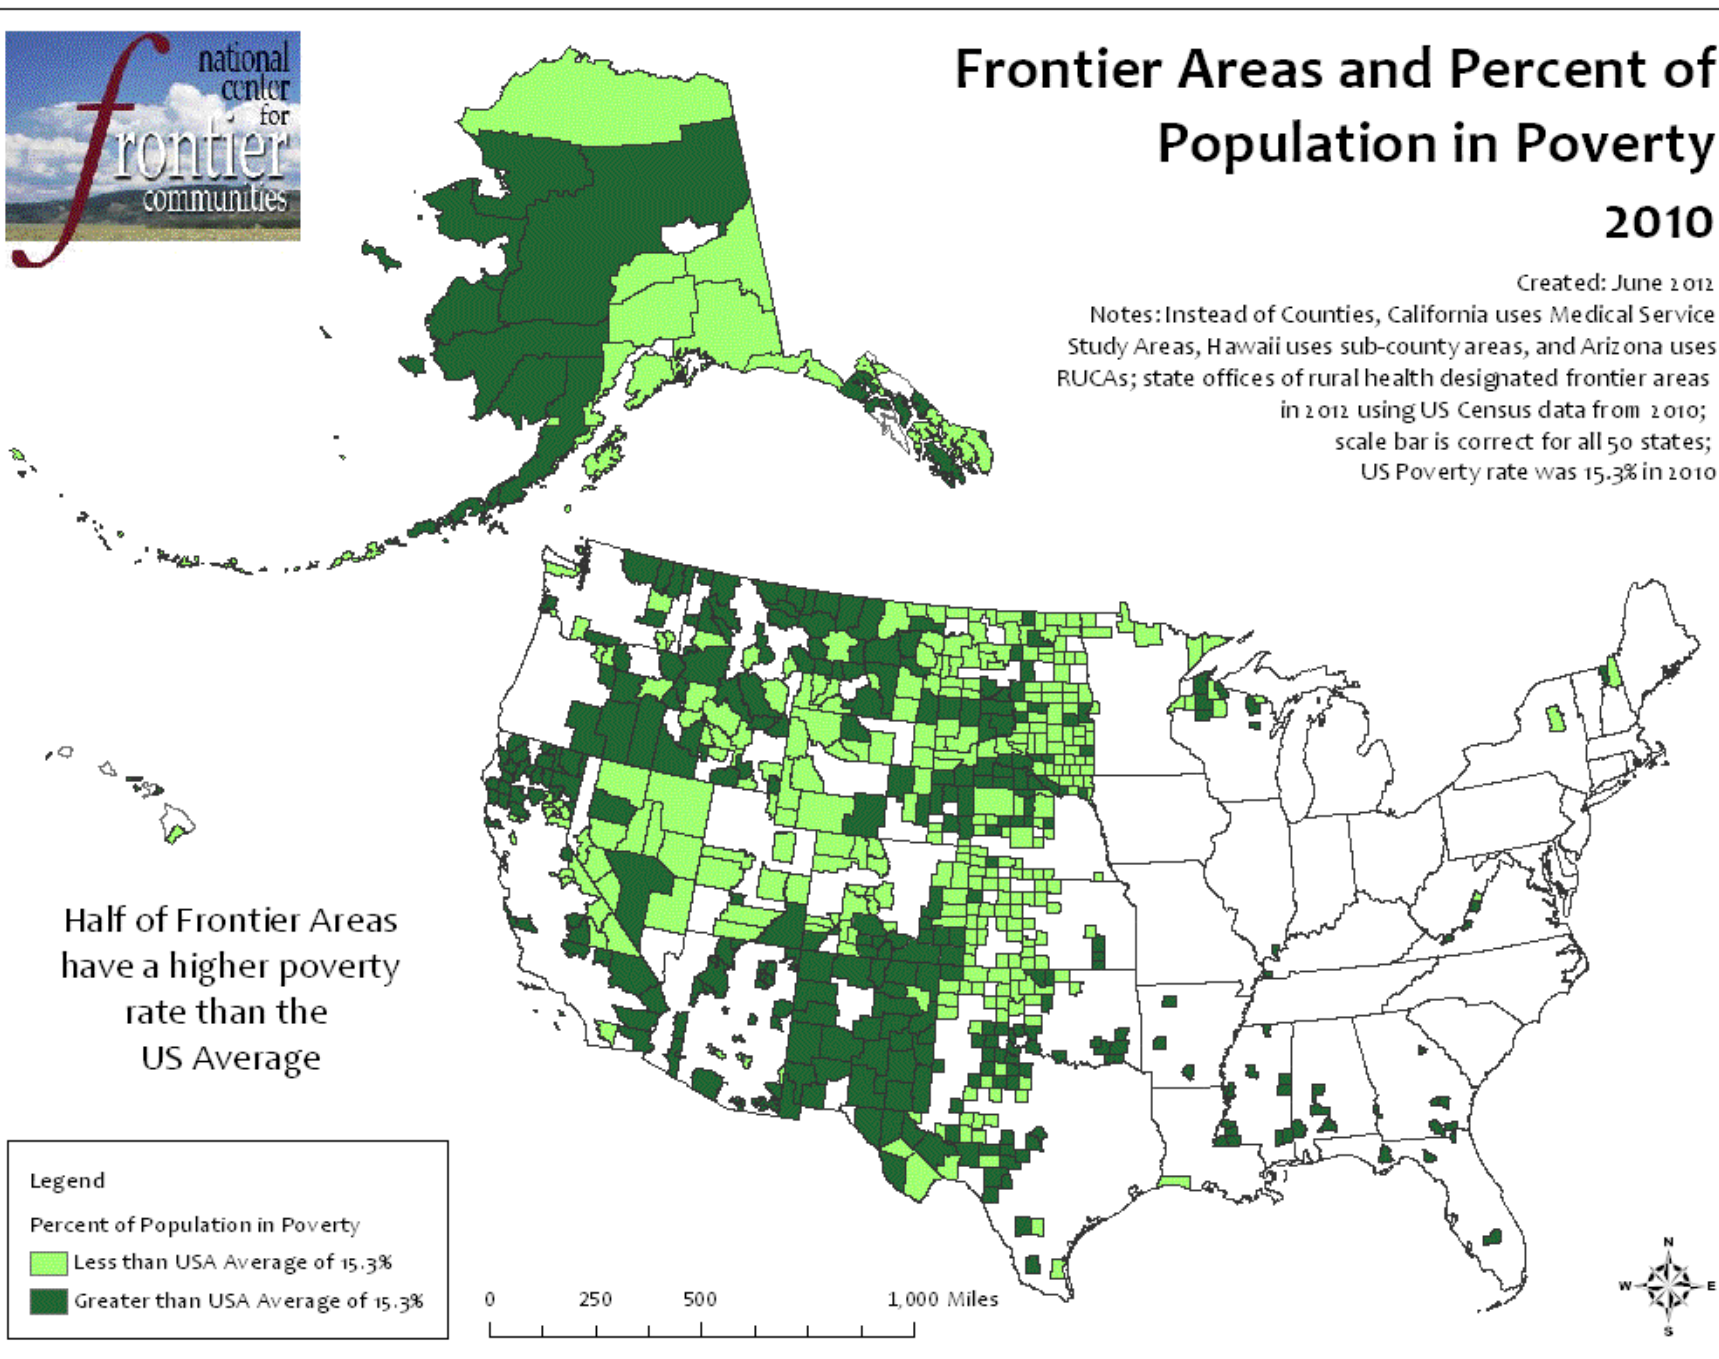 national
center
for
frontier
communities
Frontier Areas and Percent of
Population in Poverty
2010
Created: June 2012
Notes: Instead of Counties, California uses Medical Service
Study Areas, Hawaii uses sub-county areas, and Arizona uses
RUCAs; state offices of rural health designated frontier areas
in 2012 using US Census data from 2010;
scale bar is correct for all 50 states;
US Poverty rate was 15.3% in 2010
Half of Frontier Areas
have a higher poverty
rate than the
US Average
Legend
Percent of Population in Poverty
Less than USA Average of 15.3%
Greater than USA Average of 15.3%
0 250 500 1,000 Miles
N
W E
S